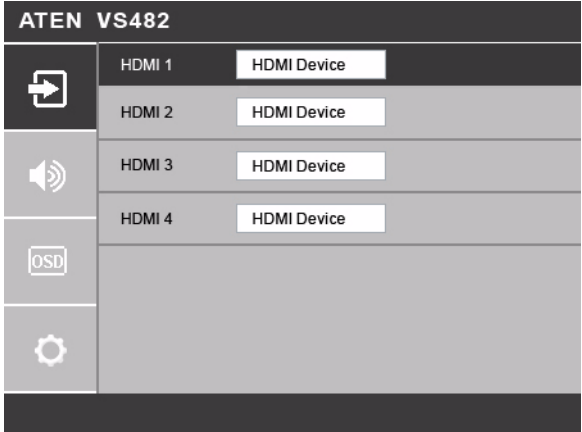 ATEN VS482
HDMI 1 HDMI Device
HDMI 2 HDMI Device
HDMI 3 HDMI Device
HDMI 4 HDMI Device
OSD